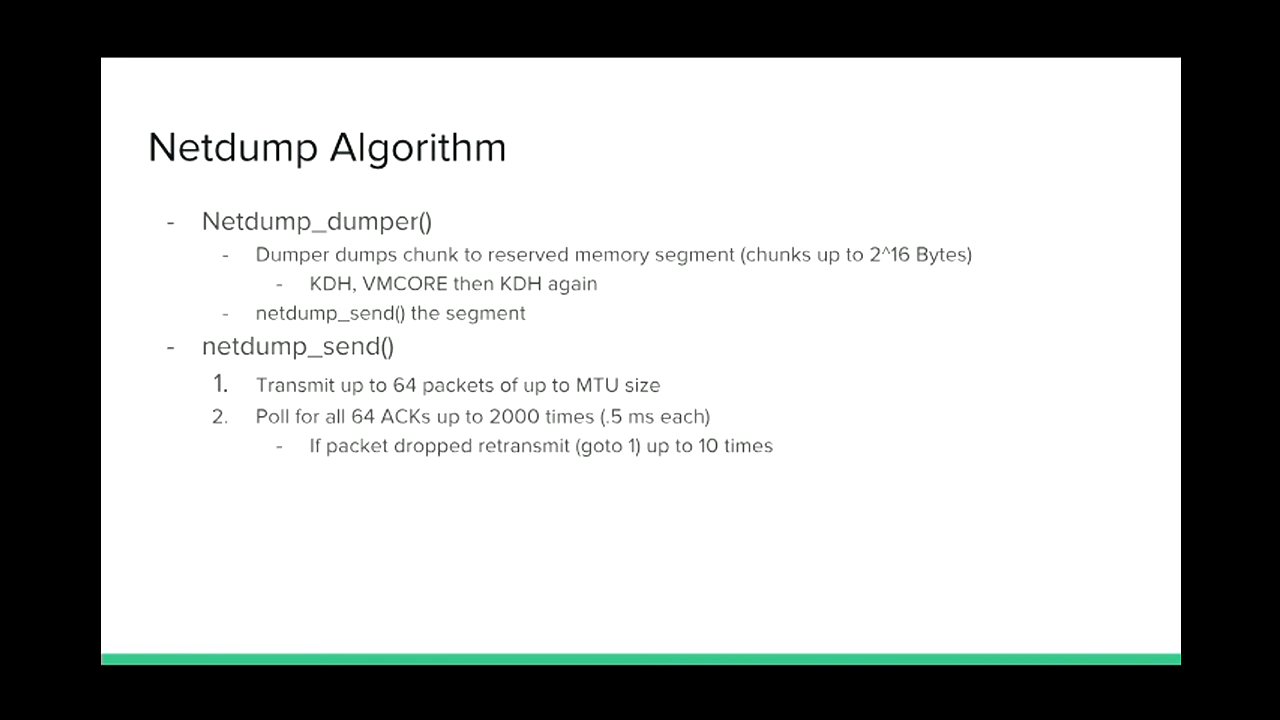 Netdump Algorithm
- Netdump_dumper()
- Dumper dumps chunk to reserved memory segment (chunks up to 2^16 Bytes)
- KDH, VMCORE then KDH again
- netdump_send() the segment
- netdump_send()
1. Transmit up to 64 packets of up to MTU size
2. Poll for all 64 ACKs up to 2000 times (.5 ms each)
- If packet dropped retransmit (goto 1) up to 10 times